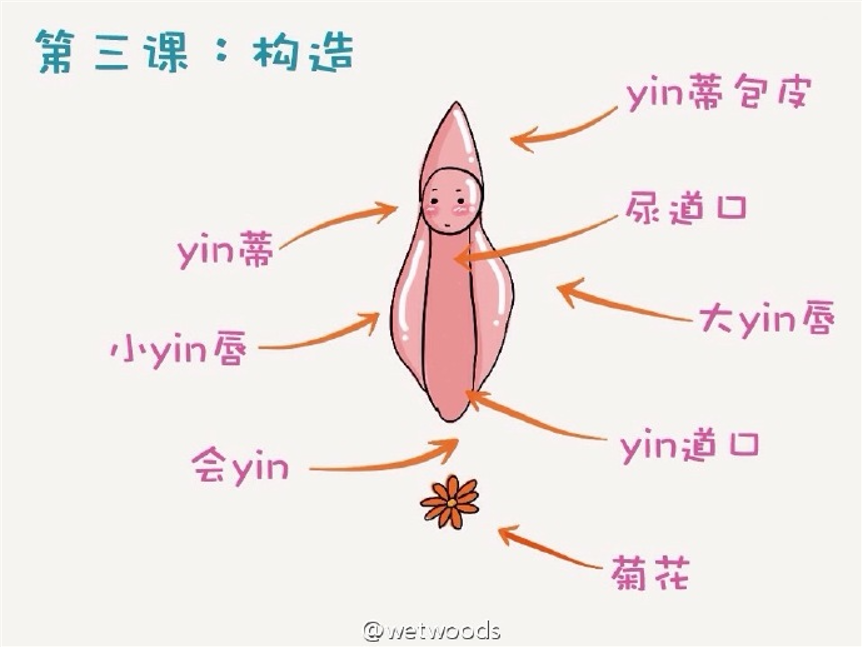 第三课：构造
yin蒂包皮
尿道口
yin蒂
大yin唇
小yin唇
yin道口
会yin
菊花
@wetwoods